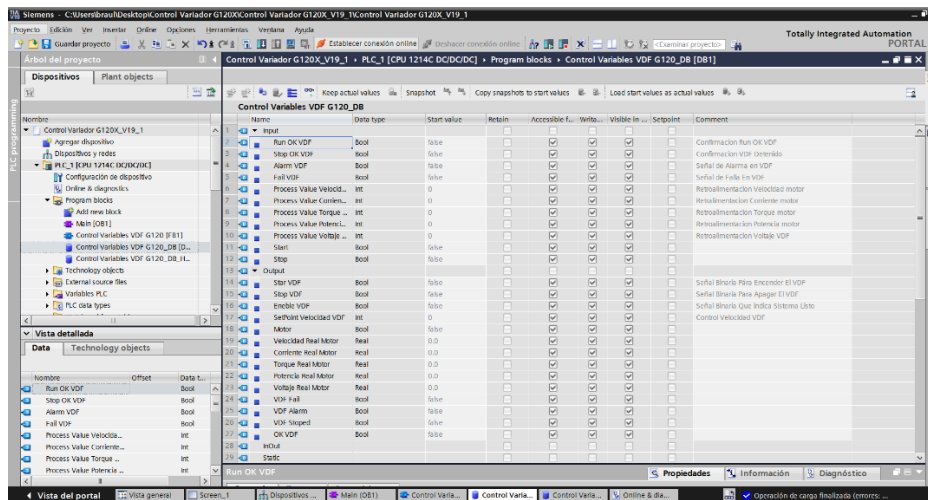 Siemens - C:\Users\braul\Desktop\Control Variador G120X\Control Variador G120X_V19_1\Control Variador G120X_V19_1
Proyecto Edición Ver Insertar Online Opciones Herramientas Ventana Ayuda
Totally Integrated Automation
PORTAL
Guardar proyecto Establecer conexión online Deshacer conexión online <Examinar proyecto>
Árbol del proyecto
Control Variador G120X_V19_1 PLC_1 [CPU 1214C DC/DC/DC] Program blocks Control Variables VDF G120_DB [DB1]
Dispositivos Plant objects
Keep actual values Snapshot Copy snapshots to start values Load start values as actual values
PLC programming
Nombre
Control Variador G120X_V19_1
Agregar dispositivo
Dispositivos y redes
PLC_1 [CPU 1214C DC/DC/DC]
Configuración de dispositivo
Online & diagnostics
Program blocks
Add new block
Main [OB1]
Control Variables VDF G120 [FB1]
Control Variables VDF G120_DB [D...
Control Variables VDF G120_DB_H...
Technology objects
External source files
Variables PLC
PLC data types
Vista detallada
Data Technology objects
Nombre Offset Data t...
Run OK VDF Bool
Stop OK VDF Bool
Alarm VDF Bool
Fail VDF Bool
Process Value Velocida... Int
Process Value Corriente... Int
Process Value Torque ... Int
Process Value Potencia ... Int
Control Variables VDF G120_DB
Name Data type Start value Retain Accessible f... Writa... Visible in ... Setpoint Comment
1 Input
2 Run OK VDF Bool false Confirmacion Run OK VDF
3 Stop OK VDF Bool false Confirmacion VDF Detenido
4 Alarm VDF Bool false Señal de Alarma en VDF
5 Fail VDF Bool false Señal de Falla En VDF
6 Process Value Velocid... Int 0 Retroalimentacion Velocidad motor
7 Process Value Corrien... Int 0 Retroalimentacion Corriente motor
8 Process Value Torque ... Int 0 Retroalimentacion Torque motor
9 Process Value Potenci... Int 0 Retroalimentacion Potencia motor
10 Process Value Voltaje ... Int 0 Retroalimentacion Voltaje VDF
11 Start Bool false
12 Stop Bool false
13 Output
14 Star VDF Bool false Señal Binaria Para Encender El VDF
15 Stop VDF Bool false Señal Binaria Para Apagar El VDF
16 Eneble VDF Bool false Señal Binaria Que Indica Sistema Listo
17 SetPoint Velocidad VDF Int 0 Control Velocidad VDF
18 Motor Bool false
19 Velocidad Real Motor Real 0.0
20 Corriente Real Motor Real 0.0
21 Torque Real Motor Real 0.0
22 Potencia Real Motor Real 0.0
23 Voltaje Real Motor Real 0.0
24 VDF Fail Bool false
25 VDF Alarm Bool false
26 VDF Stoped Bool false
27 OK VDF Bool false
28 InOut
29 Static
Run OK VDF
Propiedades Información Diagnóstico
Vista del portal Vista general Screen_1 Dispositivos ... Main (OB1) Control Varia... Control Varia... Control Varia... Online & dia... Operación de carga finalizada (errores: ...